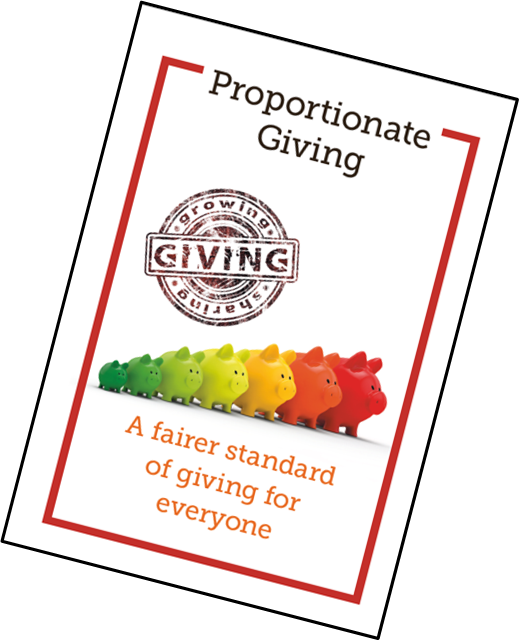 Proportionate
Giving
growing
GIVING
sharing
A fairer standard
of giving for
everyone